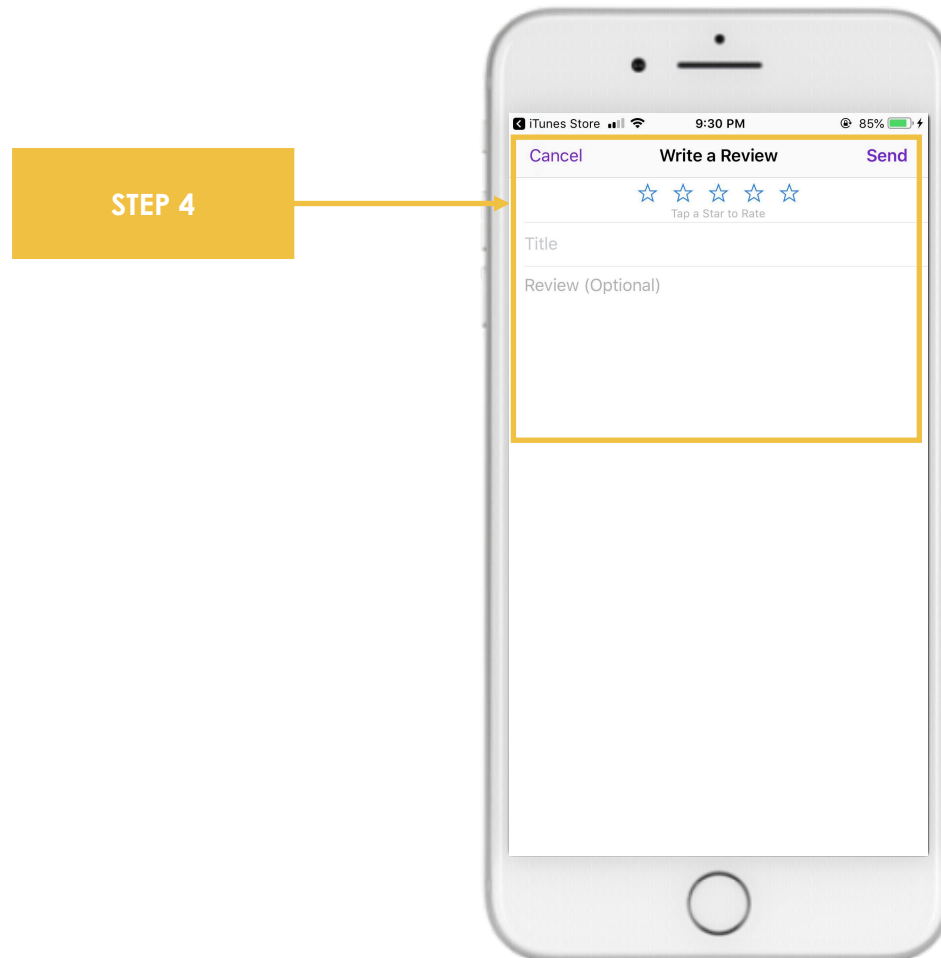 STEP 4
iTunes Store 9:30 PM 85%
Cancel Write a Review Send
Tap a Star to Rate
Title
Review (Optional)